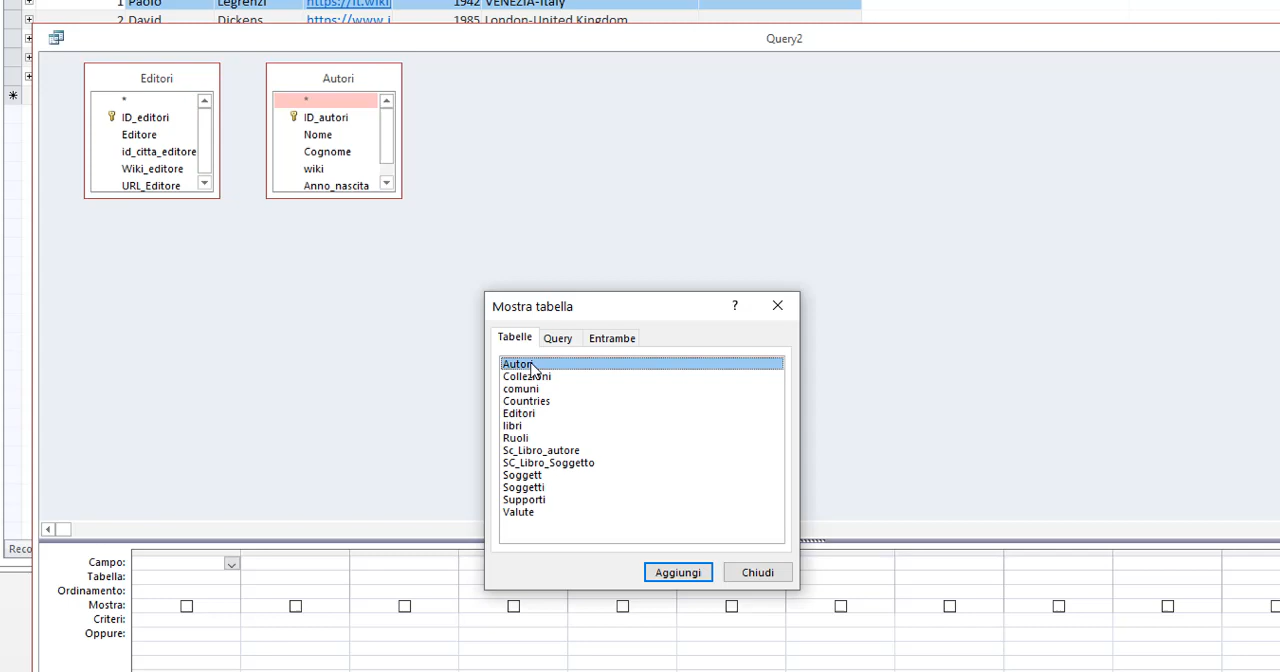 1 Paolo Legrenzi https://it.wiki 1942 VENEZIA-Italy
2 David Dickens https://www.i 1985 London-United Kingdom
Query2
Editori
*
ID_editori
Editore
id_citta_editore
Wiki_editore
URL_Editore
Autori
*
ID_autori
Nome
Cognome
wiki
Anno_nascita
Mostra tabella
?
Tabelle Query Entrambe
Autori
Collezioni
comuni
Countries
Editori
libri
Ruoli
Sc_Libro_autore
SC_Libro_Soggetto
Soggett
Soggetti
Supporti
Valute
Aggiungi Chiudi
Reco
Campo:
Tabella:
Ordinamento:
Mostra:
Criteri:
Oppure: